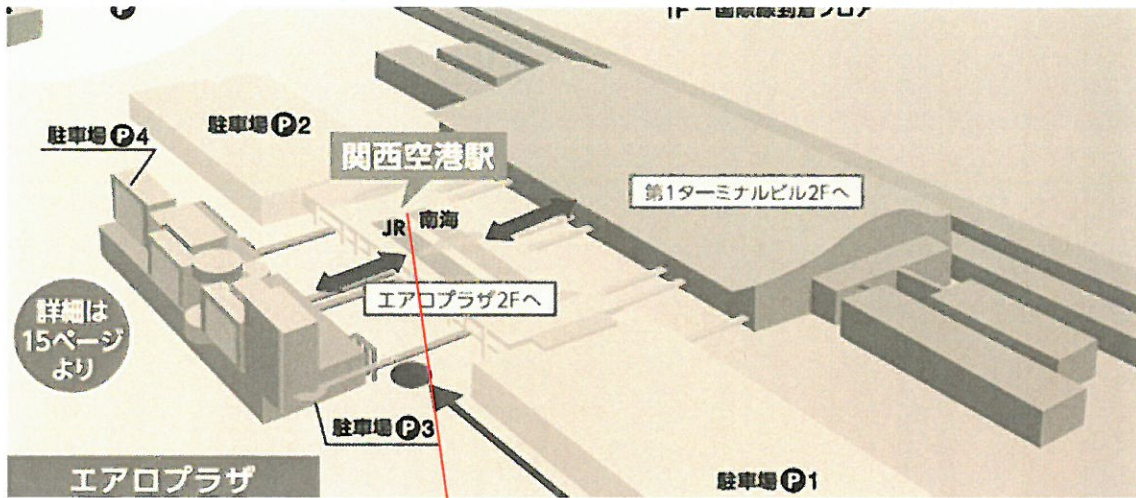 1F－国際線到着フロア
駐車場P4
駐車場P2
関西空港駅
第1ターミナルビル2Fへ
JR 南海
エアロプラザ2Fへ
詳細は
15ページ
より
駐車場P3
エアロプラザ
駐車場P1